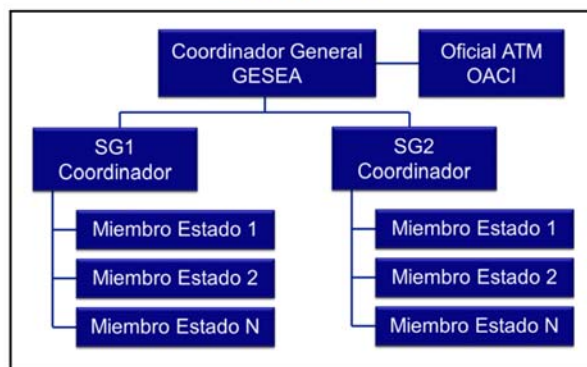 Coordinador General
GESEA
Oficial ATM
OACI
SG1
Coordinador
SG2
Coordinador
Miembro Estado 1
Miembro Estado 2
Miembro Estado N
Miembro Estado 1
Miembro Estado 2
Miembro Estado N